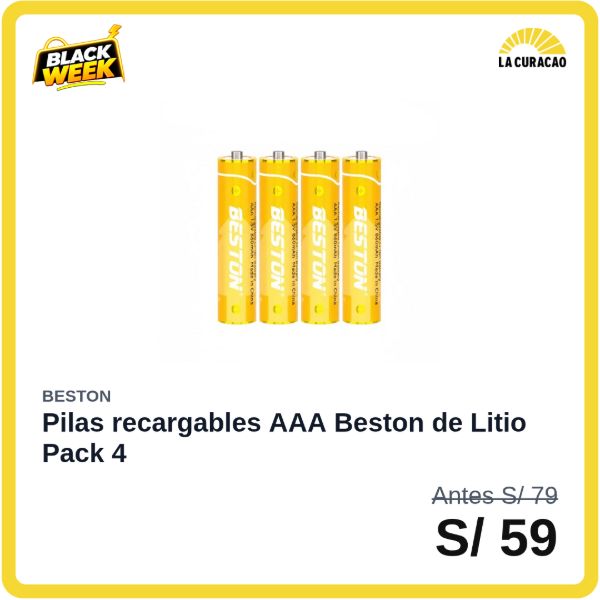 BLACK
WEEK
LA CURACAO
BESTON
BESTON
BESTON
BESTON
BESTON
Pilas recargables AAA Beston de Litio
Pack 4
Antes S/ 79
S/ 59